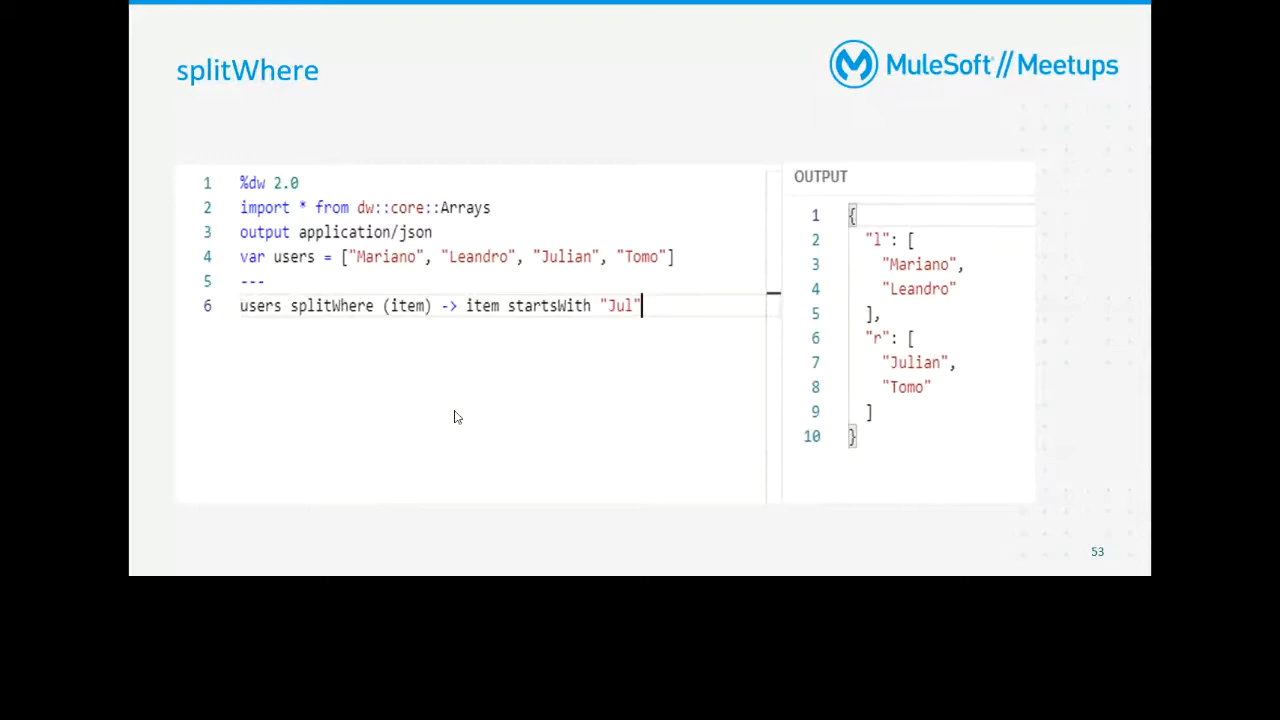 splitWhere
MuleSoft // Meetups
1 %dw 2.0
2 import * from dw::core::Arrays
3 output application/json
4 var users = ["Mariano", "Leandro", "Julian", "Tomo"]
5 ---
6 users splitWhere (item) -> item startsWith "Jul"
OUTPUT
1 {
2 "l": [
3 "Mariano",
4 "Leandro"
5 ],
6 "r": [
7 "Julian",
8 "Tomo"
9 ]
10 }
53